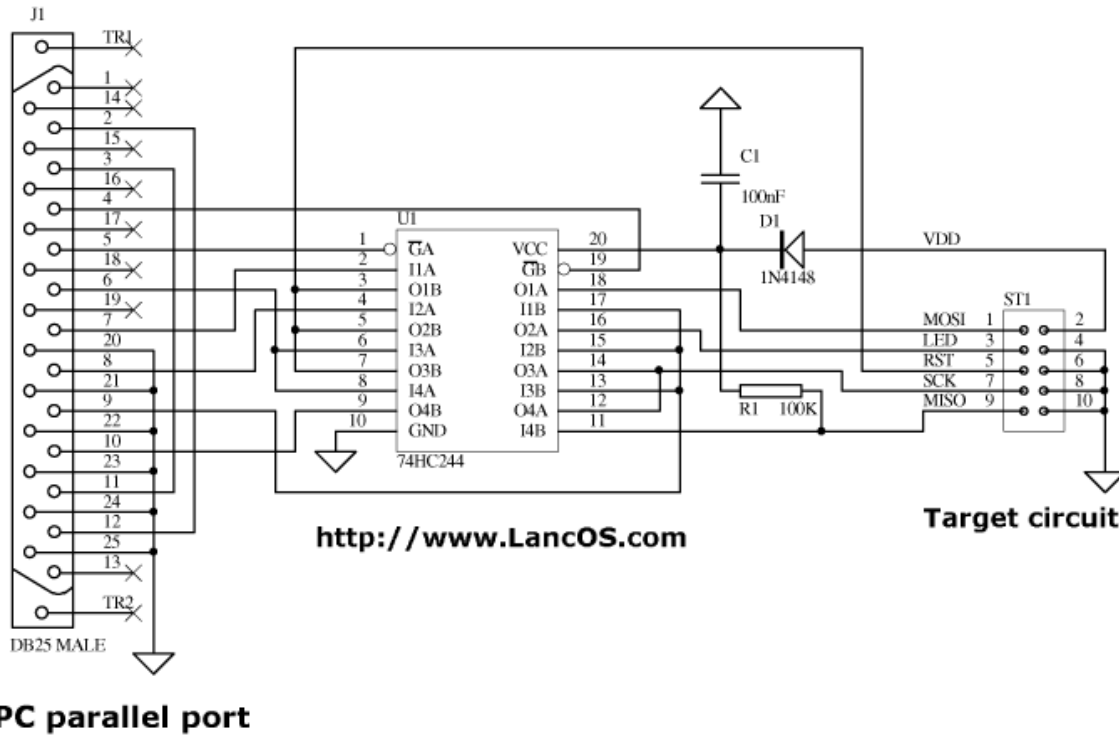 J1
TR1
1
14
2
15
3
16
4
17
5
18
6
19
7
20
8
21
9
22
10
23
11
24
12
25
13
TR2
DB25 MALE
PC parallel port
U1
1 GA VCC 20
2 I1A GB 19
3 O1B O1A 18
4 I2A I1B 17
5 O2B O2A 16
6 I3A I2B 15
7 O3B O3A 14
8 I4A I3B 13
9 O4B O4A 12
10 GND I4B 11
74HC244
C1
100nF
D1
1N4148
R1 100K
VDD
ST1
MOSI 1 2
LED 3 4
RST 5 6
SCK 7 8
MISO 9 10
Target circuit
http://www.LancOS.com